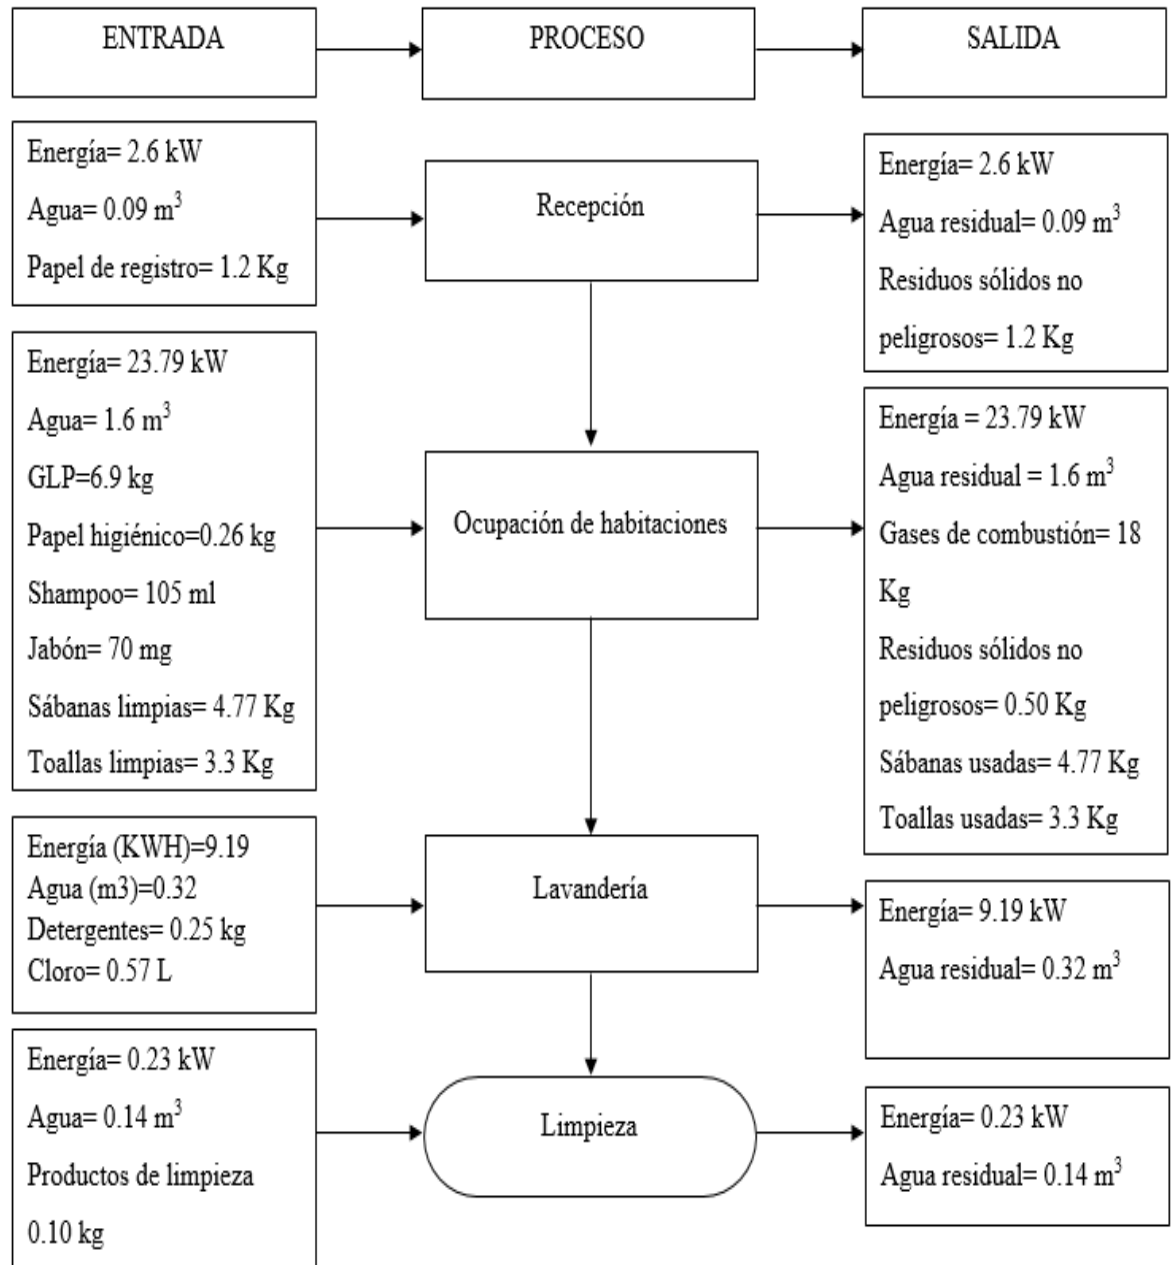 ENTRADA
PROCESO
SALIDA
Energía= 2.6 kW
Agua= 0.09 m³
Papel de registro= 1.2 Kg
Recepción
Energía= 2.6 kW
Agua residual= 0.09 m³
Residuos sólidos no
peligrosos= 1.2 Kg
Energía= 23.79 kW
Agua= 1.6 m³
GLP=6.9 kg
Papel higiénico=0.26 kg
Shampoo= 105 ml
Jabón= 70 mg
Sábanas limpias= 4.77 Kg
Toallas limpias= 3.3 Kg
Ocupación de habitaciones
Energía = 23.79 kW
Agua residual = 1.6 m³
Gases de combustión= 18
Kg
Residuos sólidos no
peligrosos= 0.50 Kg
Sábanas usadas= 4.77 Kg
Toallas usadas= 3.3 Kg
Energía (KWH)=9.19
Agua (m3)=0.32
Detergentes= 0.25 kg
Cloro= 0.57 L
Lavandería
Energía= 9.19 kW
Agua residual= 0.32 m³
Energía= 0.23 kW
Agua= 0.14 m³
Productos de limpieza
0.10 kg
Limpieza
Energía= 0.23 kW
Agua residual= 0.14 m³